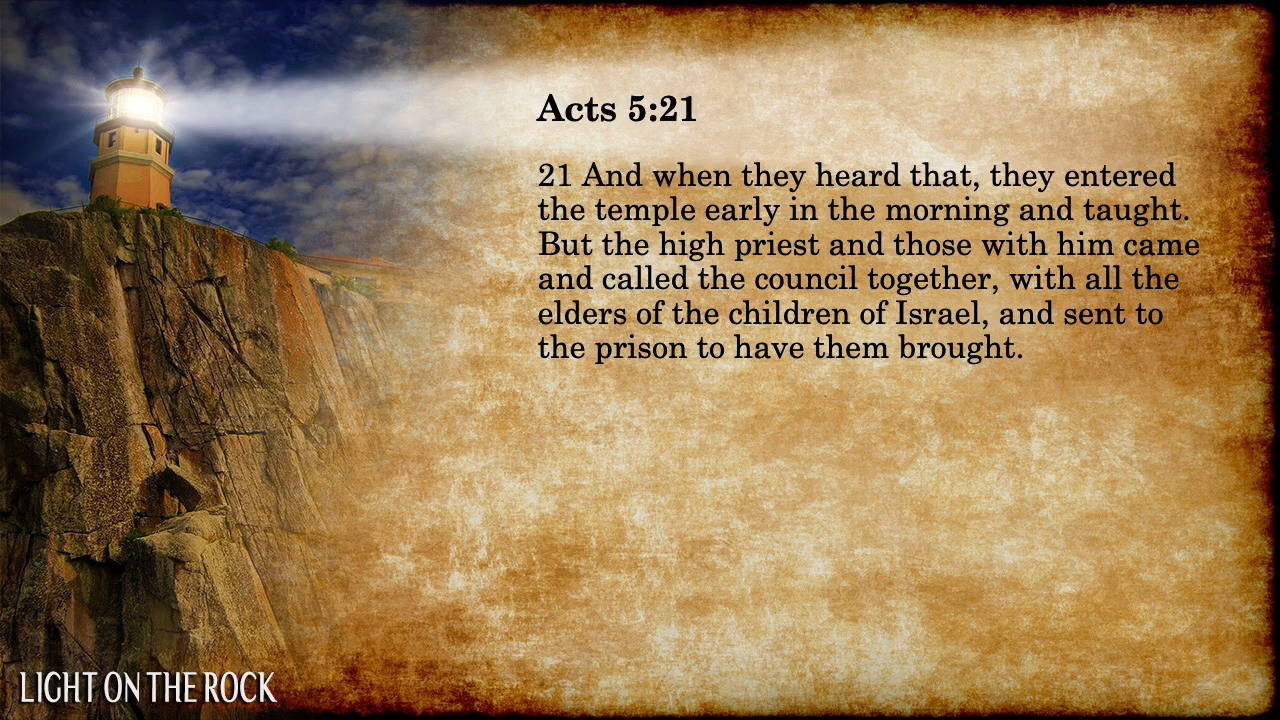 Acts 5:21
21 And when they heard that, they entered
the temple early in the morning and taught.
But the high priest and those with him came
and called the council together, with all the
elders of the children of Israel, and sent to
the prison to have them brought.
LIGHT ON THE ROCK